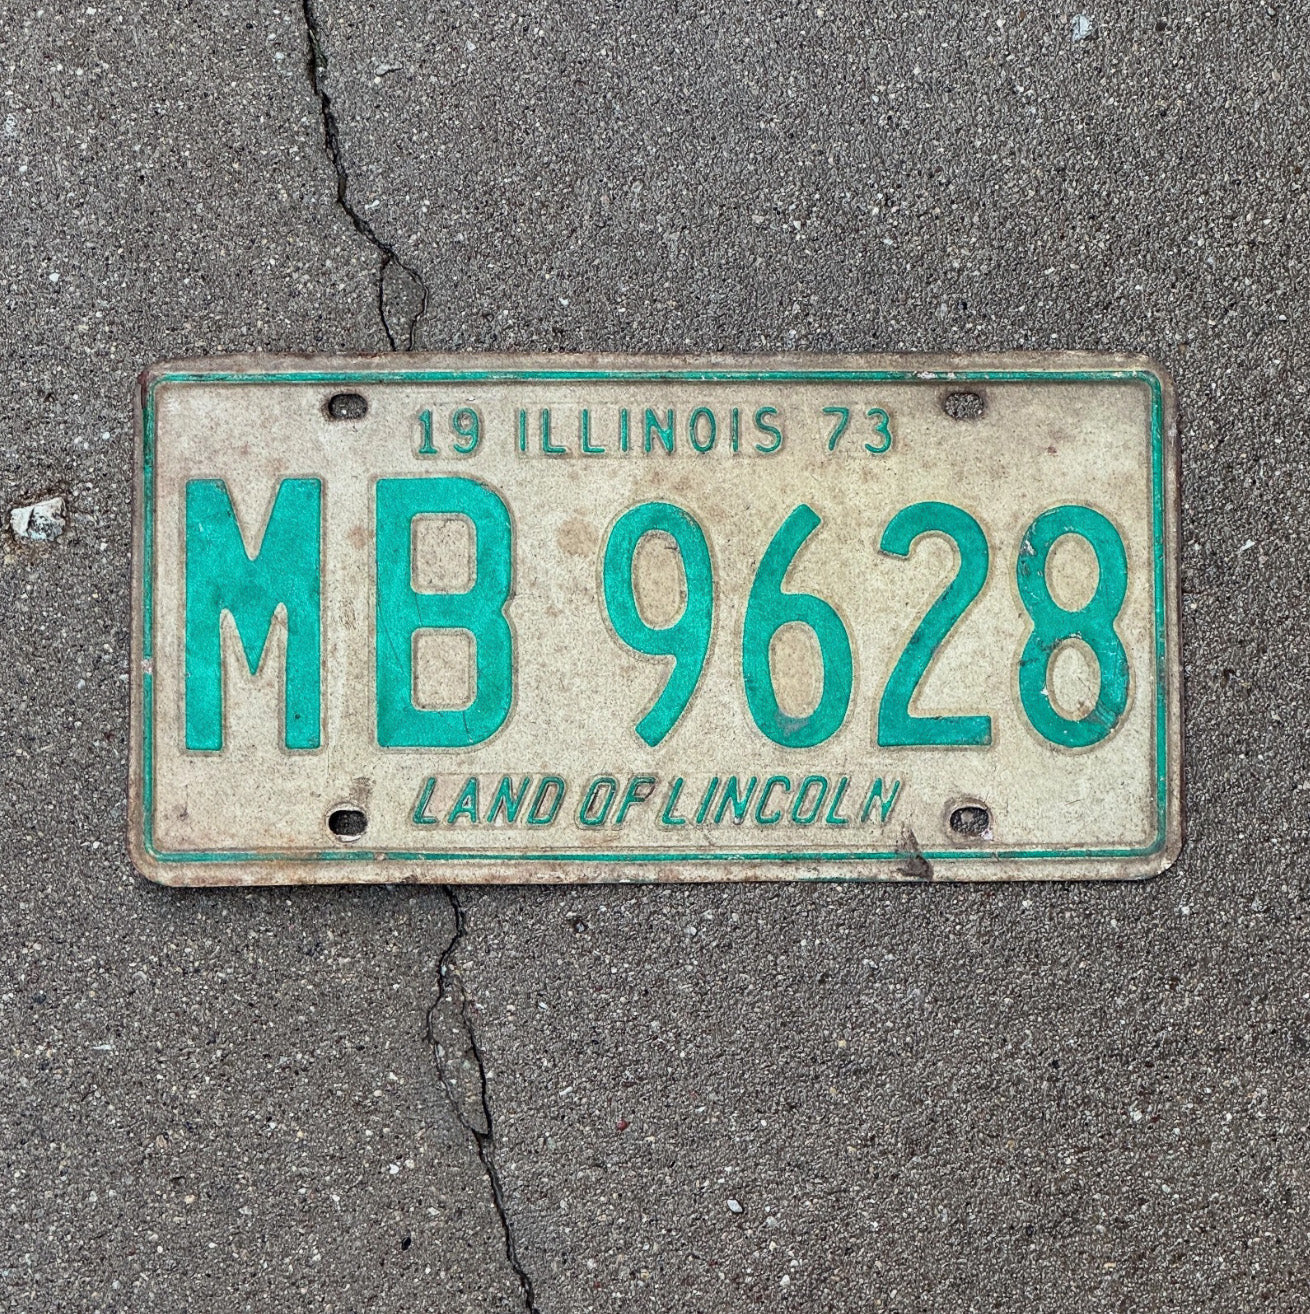 19 ILLINOIS 73
MB 9628
LAND OF LINCOLN